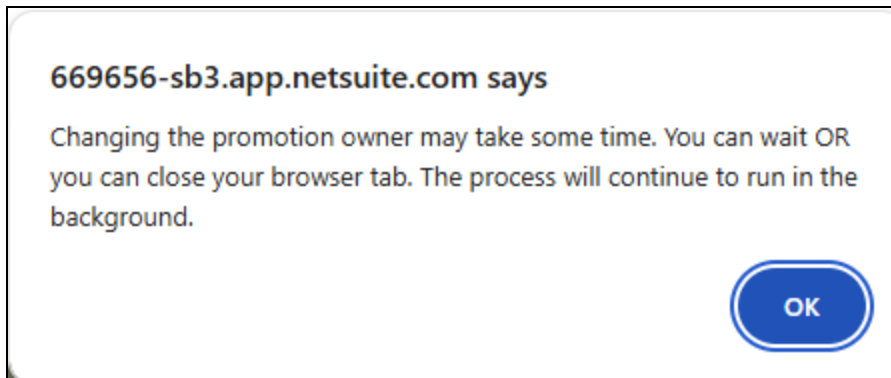 669656-sb3.app.netsuite.com says
Changing the promotion owner may take some time. You can wait OR
you can close your browser tab. The process will continue to run in the
background.
OK